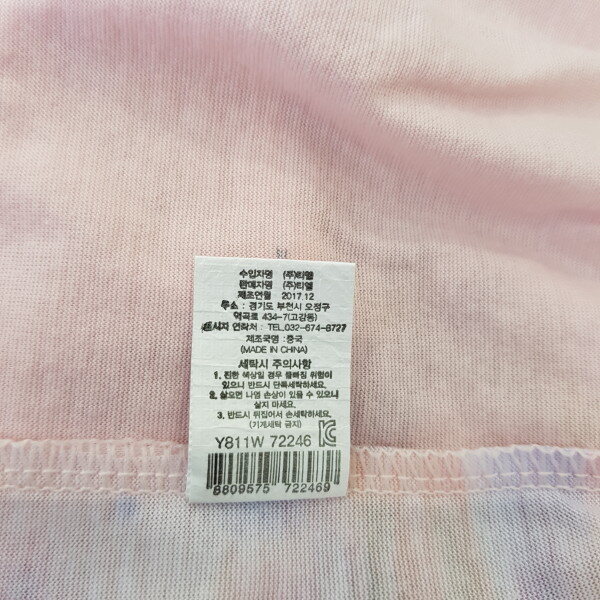 수입자명 (주)티엘
판매자명 (주)티엘
제조연월 2017.12
주소 : 경기도 부천시 오정구
역곡로 434-7(고강동)
연락처 : TEL.032-674-8727
제조국명 : 중국
(MADE IN CHINA)
세탁시 주의사항
1. 진한 색상일 경우 물빠짐 위험이
있으니 반드시 단독세탁하세요.
2. 삶으면 나염 손상이 있을 수 있으니
삶지 마세요.
3. 반드시 뒤집어서 손세탁하세요.
(기계세탁 금지)
Y811W 72246
8809575 722469